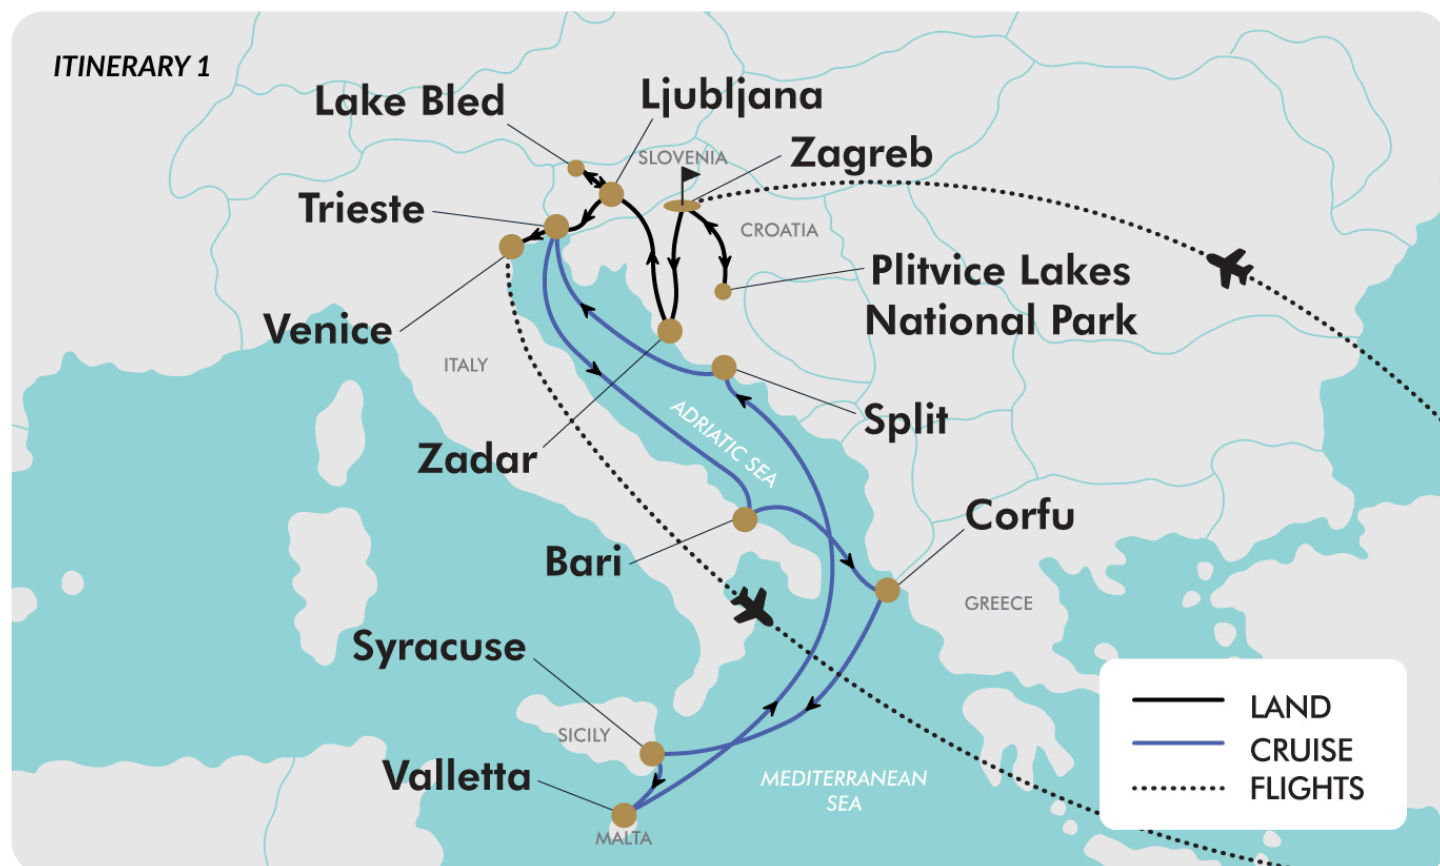 ITINERARY 1
Lake Bled
Ljubljana
SLOVENIA
Zagreb
Trieste
CROATIA
Plitvice Lakes
National Park
Venice
ITALY
Split
ADRIATIC SEA
Zadar
Corfu
Bari
GREECE
Syracuse
SICILY
Valletta
MEDITERRANEAN
SEA
MALTA
LAND
CRUISE
FLIGHTS